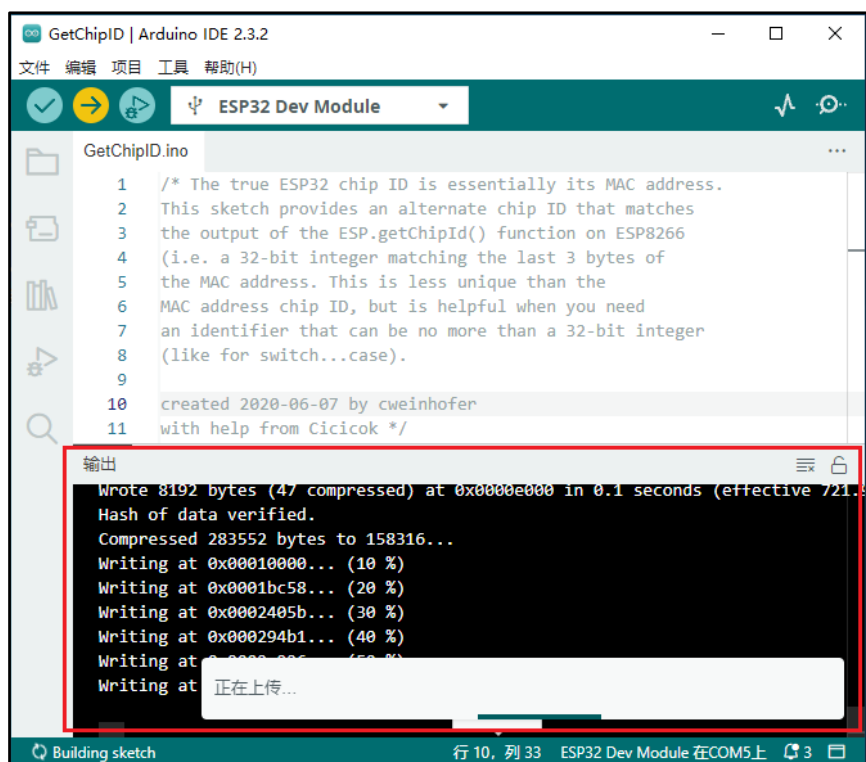 GetChipID | Arduino IDE 2.3.2
文件 编辑 项目 工具 帮助(H)
ESP32 Dev Module
GetChipID.ino
1 /* The true ESP32 chip ID is essentially its MAC address.
2 This sketch provides an alternate chip ID that matches
3 the output of the ESP.getChipId() function on ESP8266
4 (i.e. a 32-bit integer matching the last 3 bytes of
5 the MAC address. This is less unique than the
6 MAC address chip ID, but is helpful when you need
7 an identifier that can be no more than a 32-bit integer
8 (like for switch...case).
9
10 created 2020-06-07 by cweinhofer
11 with help from Cicicok */
输出
Wrote 8192 bytes (47 compressed) at 0x0000e000 in 0.1 seconds (effective 721.
Hash of data verified.
Compressed 283552 bytes to 158316...
Writing at 0x00010000... (10 %)
Writing at 0x0001bc58... (20 %)
Writing at 0x0002405b... (30 %)
Writing at 0x000294b1... (40 %)
Writing at
Writing at
正在上传...
Building sketch
行 10，列 33 ESP32 Dev Module 在COM5上 3